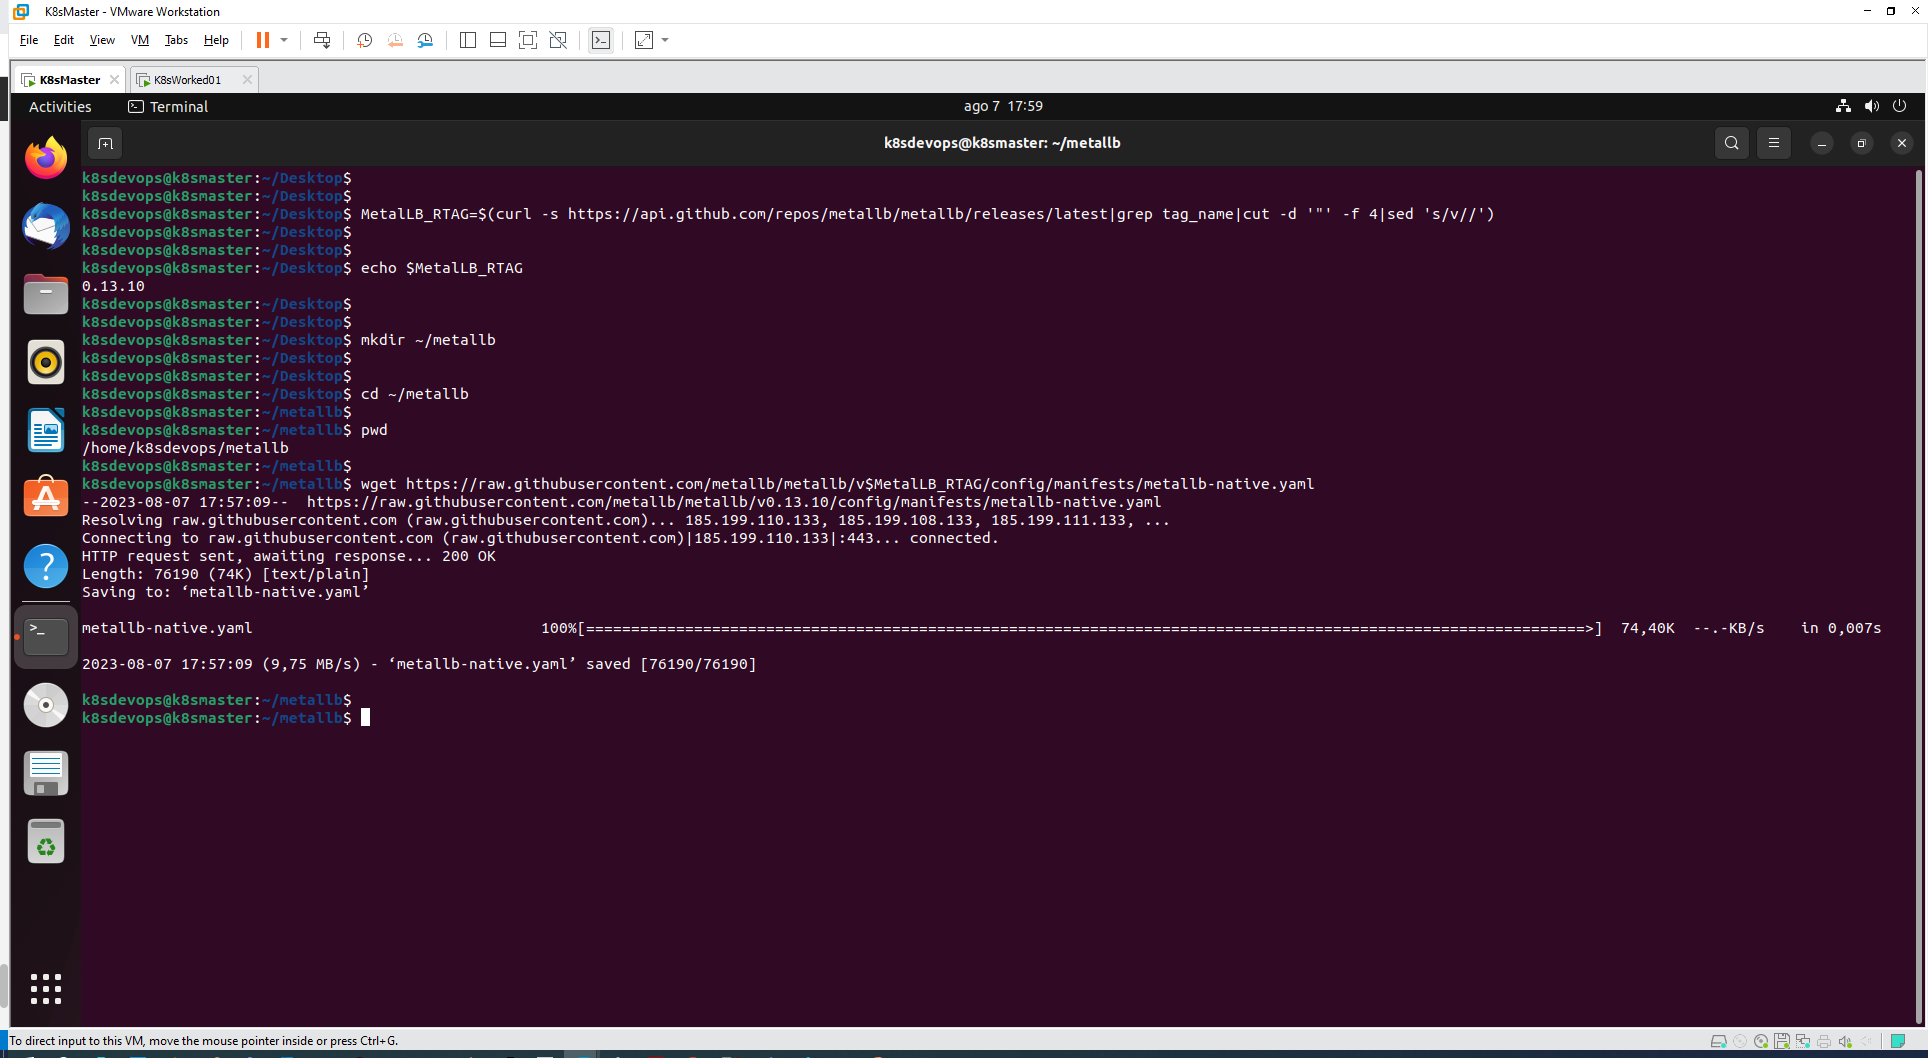 K8sMaster - VMware Workstation
File Edit View VM Tabs Help
K8sMaster K8sWorked01
Activities Terminal ago 7 17:59
k8sdevops@k8smaster: ~/metallb
k8sdevops@k8smaster:~/Desktop$
k8sdevops@k8smaster:~/Desktop$
k8sdevops@k8smaster:~/Desktop$ MetalLB_RTAG=$(curl -s https://api.github.com/repos/metallb/metallb/releases/latest|grep tag_name|cut -d '"' -f 4|sed 's/v//')
k8sdevops@k8smaster:~/Desktop$
k8sdevops@k8smaster:~/Desktop$
k8sdevops@k8smaster:~/Desktop$ echo $MetalLB_RTAG
0.13.10
k8sdevops@k8smaster:~/Desktop$
k8sdevops@k8smaster:~/Desktop$
k8sdevops@k8smaster:~/Desktop$ mkdir ~/metallb
k8sdevops@k8smaster:~/Desktop$
k8sdevops@k8smaster:~/Desktop$
k8sdevops@k8smaster:~/Desktop$ cd ~/metallb
k8sdevops@k8smaster:~/metallb$
k8sdevops@k8smaster:~/metallb$ pwd
/home/k8sdevops/metallb
k8sdevops@k8smaster:~/metallb$
k8sdevops@k8smaster:~/metallb$ wget https://raw.githubusercontent.com/metallb/metallb/v$MetalLB_RTAG/config/manifests/metallb-native.yaml
--2023-08-07 17:57:09--  https://raw.githubusercontent.com/metallb/metallb/v0.13.10/config/manifests/metallb-native.yaml
Resolving raw.githubusercontent.com (raw.githubusercontent.com)... 185.199.110.133, 185.199.108.133, 185.199.111.133, ...
Connecting to raw.githubusercontent.com (raw.githubusercontent.com)|185.199.110.133|:443... connected.
HTTP request sent, awaiting response... 200 OK
Length: 76190 (74K) [text/plain]
Saving to: ‘metallb-native.yaml’
metallb-native.yaml 100%[===============================================================================================================>] 74,40K --.-KB/s in 0,007s
2023-08-07 17:57:09 (9,75 MB/s) - ‘metallb-native.yaml’ saved [76190/76190]
k8sdevops@k8smaster:~/metallb$
k8sdevops@k8smaster:~/metallb$
To direct input to this VM, move the mouse pointer inside or press Ctrl+G.